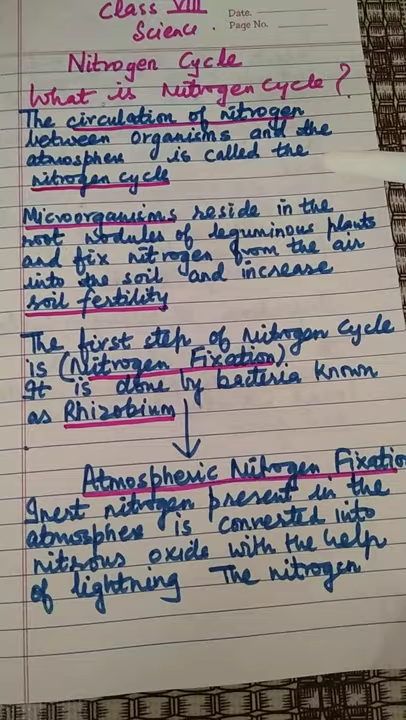 Class VIII
Date.
Science.
Page No.
Nitrogen Cycle
What is Nitrogen Cycle?
The circulation of nitrogen
between organisms and the
atmosphere is called the
nitrogen cycle
Microorganisms reside in the
root nodules of leguminous plants
and fix nitrogen from the air
into the soil and increase
soil fertility
The first step of Nitrogen Cycle
is (Nitrogen Fixation)
It is done by bacteria known
as Rhizobium
Atmospheric Nitrogen Fixatio
Inert nitrogen present in the
atmosphere is converted into
nitrous oxide with the help
of lightning The nitrogen